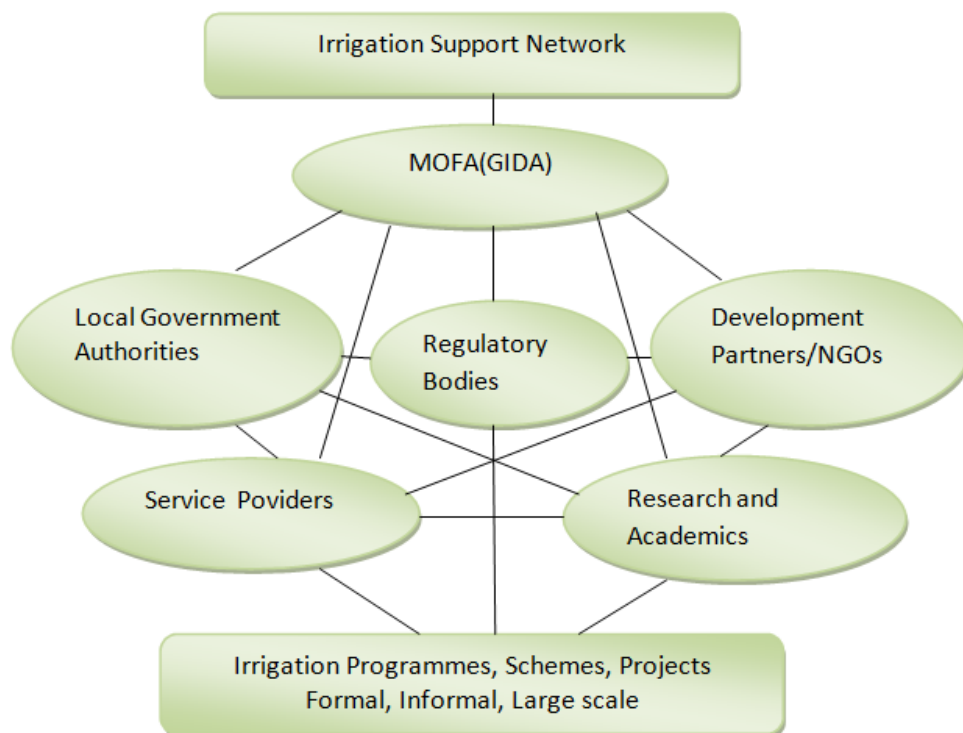 Irrigation Support Network
MOFA(GIDA)
Local Government
Authorities
Regulatory
Bodies
Development
Partners/NGOs
Service Poviders
Research and
Academics
Irrigation Programmes, Schemes, Projects
Formal, Informal, Large scale